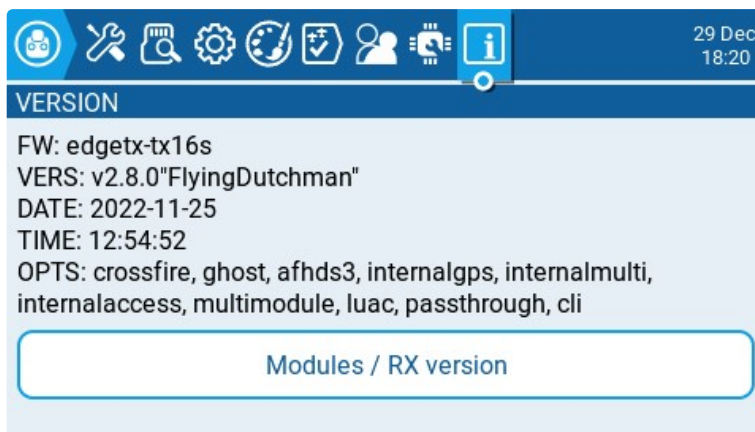 29 Dec
18:20
VERSION
FW: edgetx-tx16s
VERS: v2.8.0"FlyingDutchman"
DATE: 2022-11-25
TIME: 12:54:52
OPTS: crossfire, ghost, afhds3, internalgps, internalmulti,
internalaccess, multimodule, luac, passthrough, cli
Modules / RX version